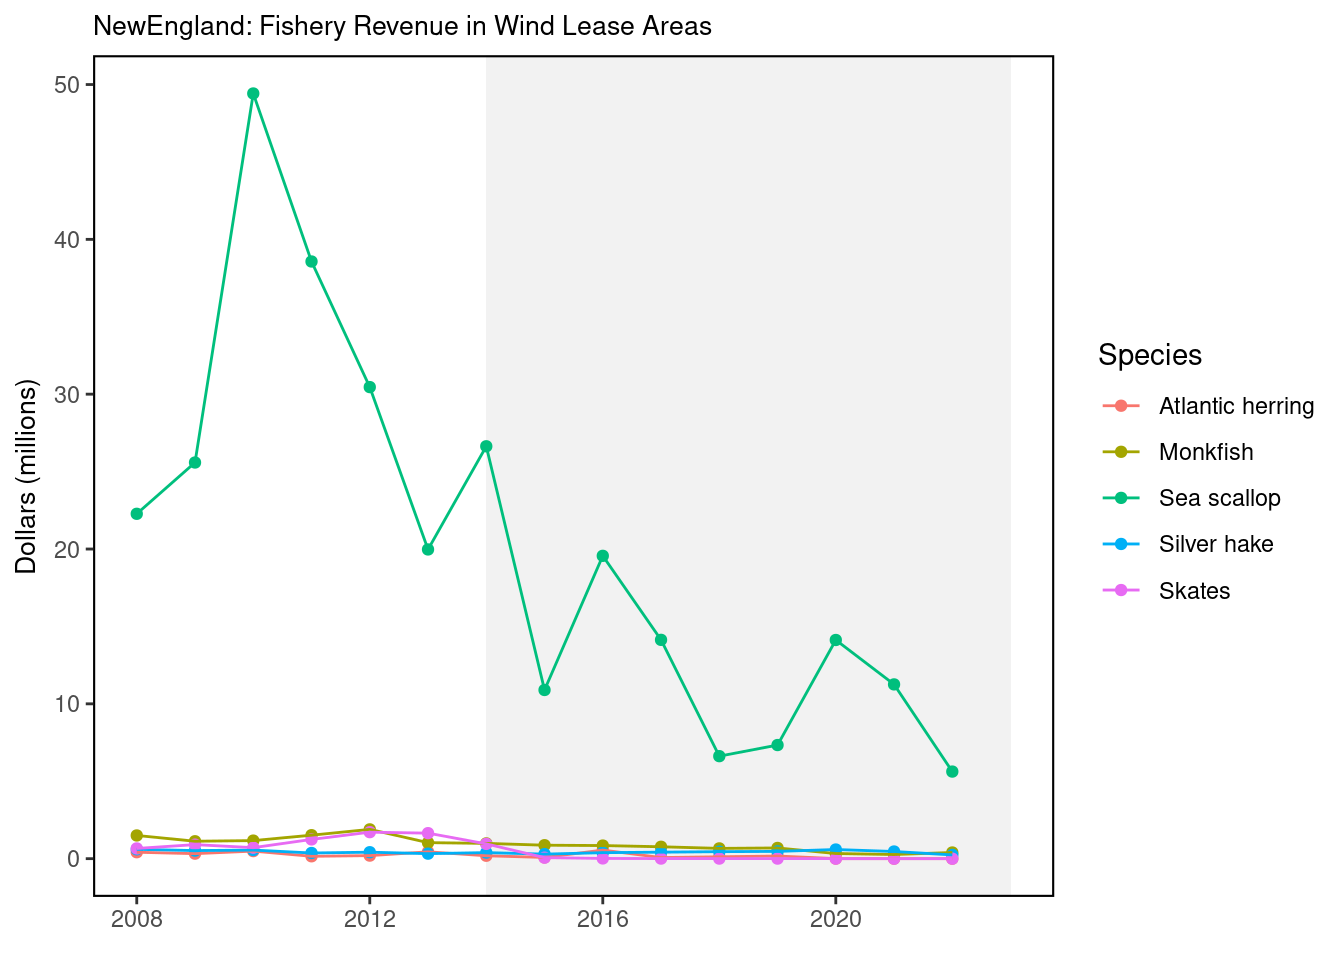 NewEngland: Fishery Revenue in Wind Lease Areas
50
40
30
20
10
0
Dollars (millions)
2008
2012
2016
2020
Species
Atlantic herring
Monkfish
Sea scallop
Silver hake
Skates